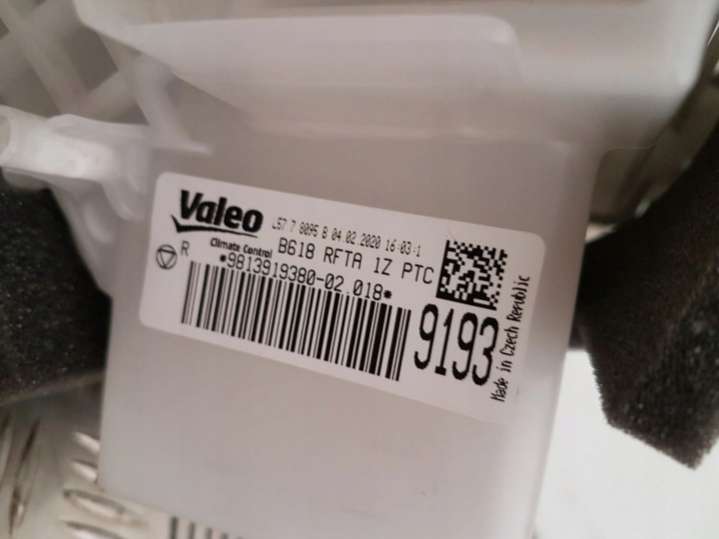 Valeo
L57 7 8095 B 04.02.2020 16:03:1
Climate Control
B618 RFTA 1Z PTC
R
*9813919380-02 018*
9193
Made in Czech Republic